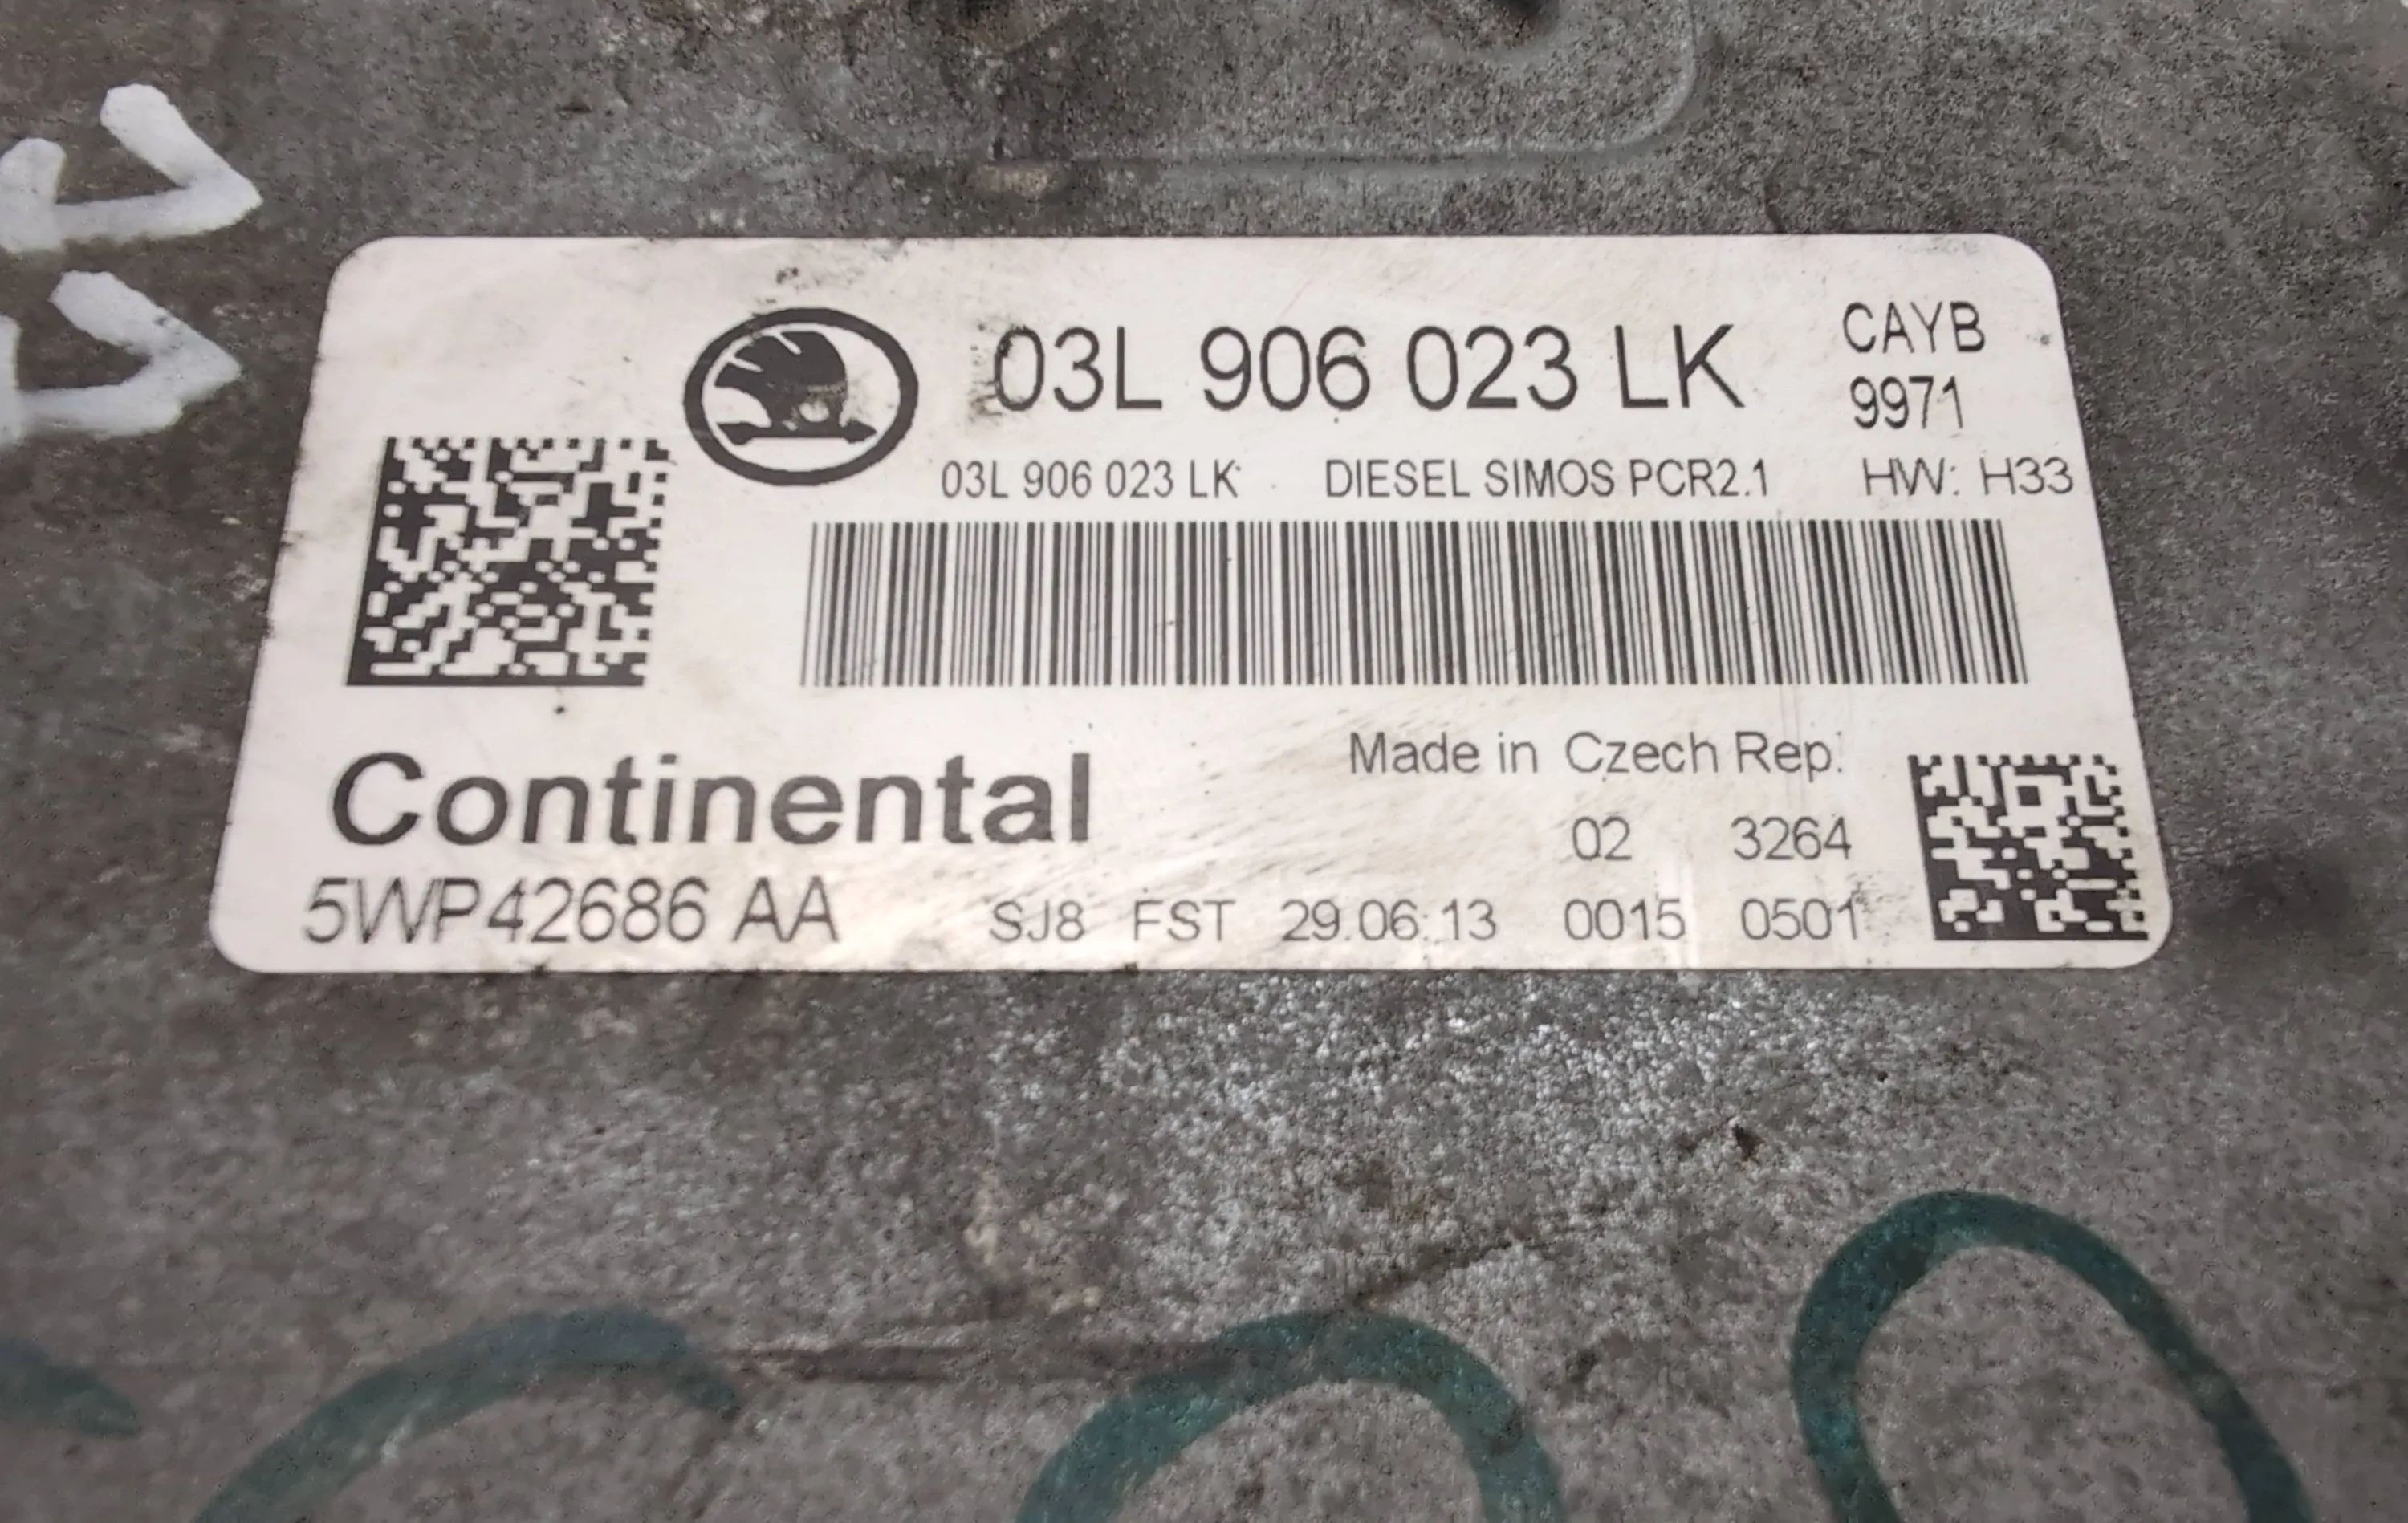 03L 906 023 LK
CAYB
9971
03L 906 023 LK DIESEL SIMOS PCR2.1 HW: H33
Made in Czech Rep.
Continental
02 3264
5WP42686 AA SJ8 FST 29.06.13 0015 0501